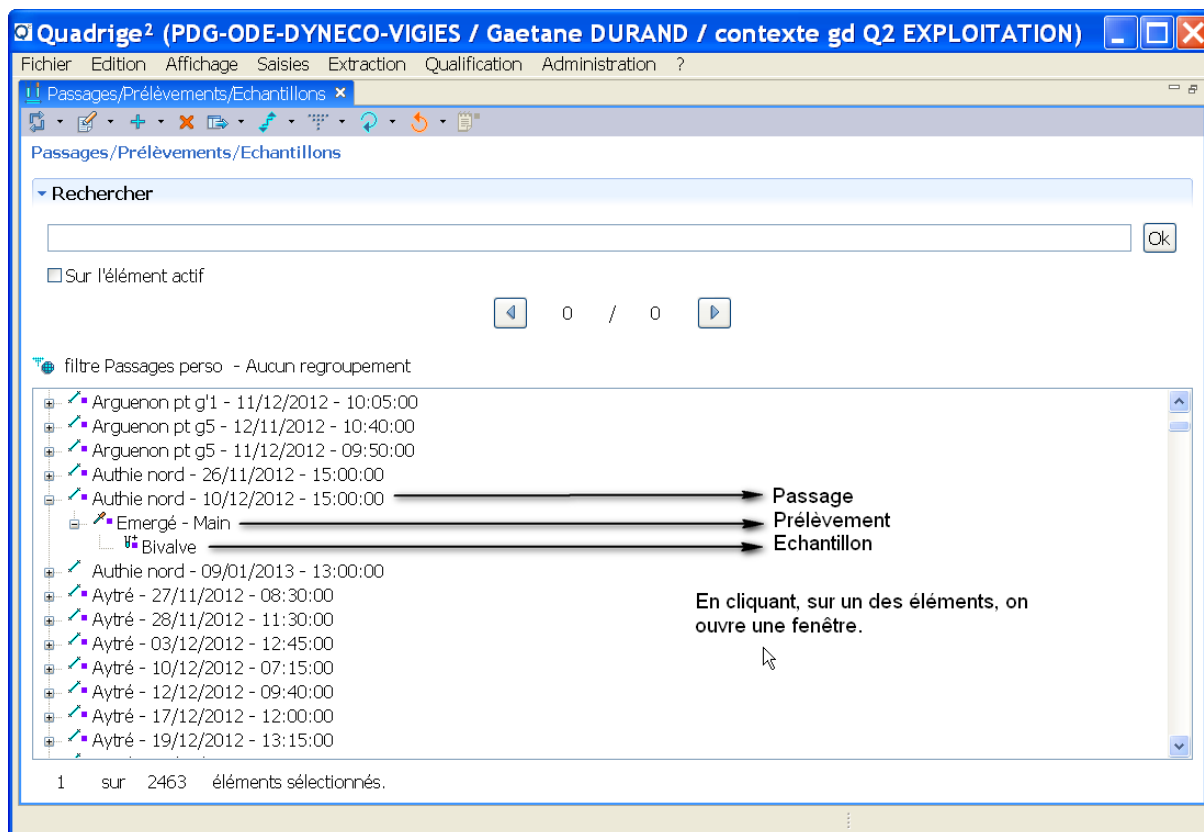 Quadrige² (PDG-ODE-DYNECO-VIGIES / Gaetane DURAND / contexte gd Q2 EXPLOITATION)
Fichier Edition Affichage Saisies Extraction Qualification Administration ?
Passages/Prélèvements/Echantillons
Passages/Prélèvements/Echantillons
Rechercher
Ok
Sur l'élément actif
0 / 0
filtre Passages perso - Aucun regroupement
Arguenon pt g'1 - 11/12/2012 - 10:05:00
Arguenon pt g5 - 12/11/2012 - 10:40:00
Arguenon pt g5 - 11/12/2012 - 09:50:00
Authie nord - 26/11/2012 - 15:00:00
Authie nord - 10/12/2012 - 15:00:00 Passage
Emergé - Main Prélèvement
Bivalve Echantillon
Authie nord - 09/01/2013 - 13:00:00
Aytré - 27/11/2012 - 08:30:00
Aytré - 28/11/2012 - 11:30:00
Aytré - 03/12/2012 - 12:45:00
Aytré - 10/12/2012 - 07:15:00
Aytré - 12/12/2012 - 09:40:00
Aytré - 17/12/2012 - 12:00:00
Aytré - 19/12/2012 - 13:15:00
En cliquant, sur un des éléments, on
ouvre une fenêtre.
1 sur 2463 éléments sélectionnés.